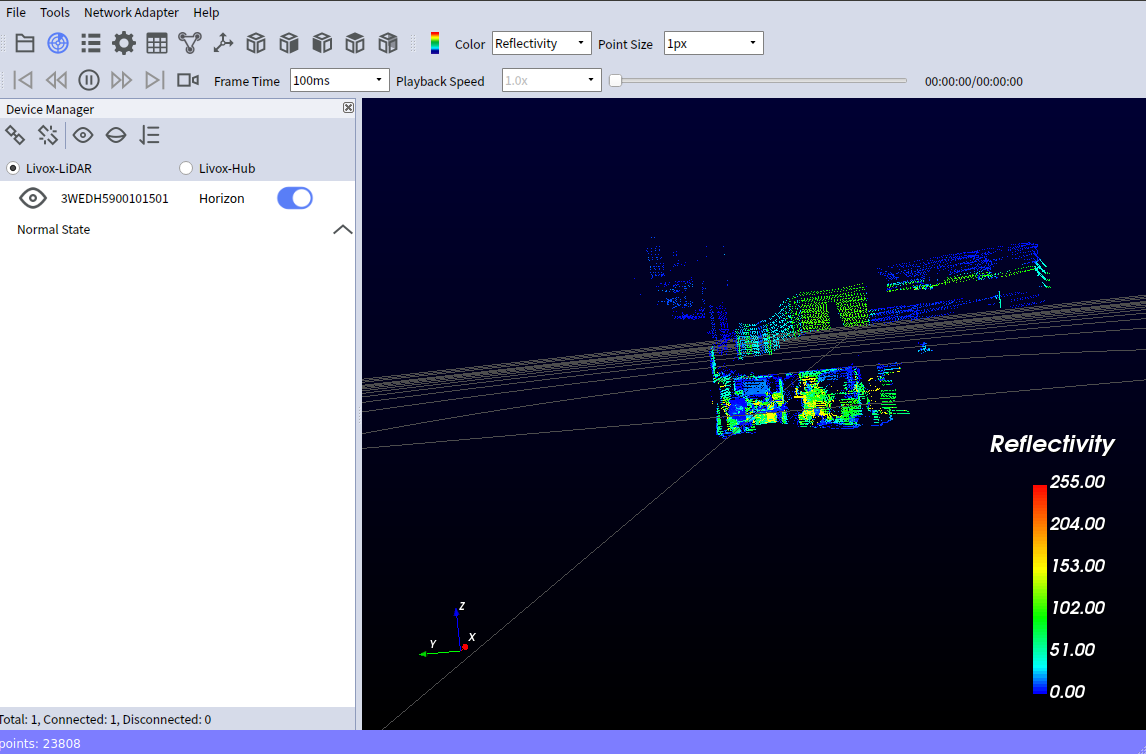 File Tools Network Adapter Help
Color Reflectivity Point Size 1px
Frame Time 100ms Playback Speed 1.0x 00:00:00/00:00:00
Device Manager
Livox-LiDAR Livox-Hub
3WEDH5900101501 Horizon
Normal State
Reflectivity
255.00
204.00
153.00
102.00
51.00
0.00
Z
Y X
Total: 1, Connected: 1, Disconnected: 0
points: 23808